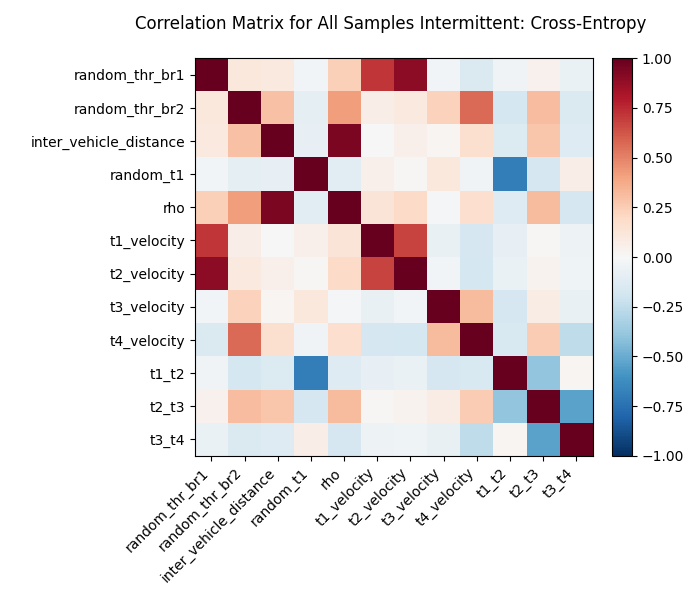 Correlation Matrix for All Samples Intermittent: Cross-Entropy
random_thr_br1
random_thr_br2
inter_vehicle_distance
random_t1
rho
t1_velocity
t2_velocity
t3_velocity
t4_velocity
t1_t2
t2_t3
t3_t4
random_thr_br1
random_thr_br2
inter_vehicle_distance
random_t1
rho
t1_velocity
t2_velocity
t3_velocity
t4_velocity
t1_t2
t2_t3
t3_t4
1.00
0.75
0.50
0.25
0.00
−0.25
−0.50
−0.75
−1.00